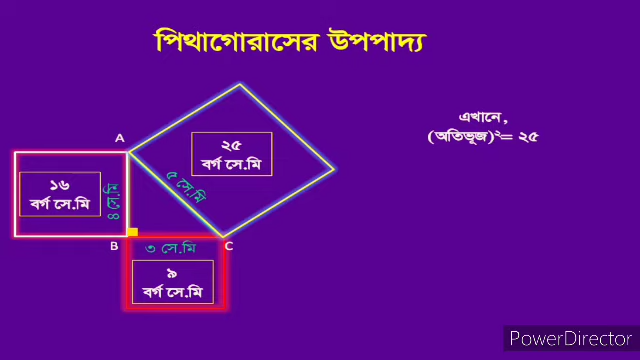 পিথাগোরাসের উপপাদ্য
এখানে,
(অতিভূজ)²= ২৫
A
২৫
বর্গ সে.মি
৫ সে.মি
১৬
বর্গ সে.মি
৪ সে.মি
B
৩ সে.মি
C
৯
বর্গ সে.মি
PowerDirector